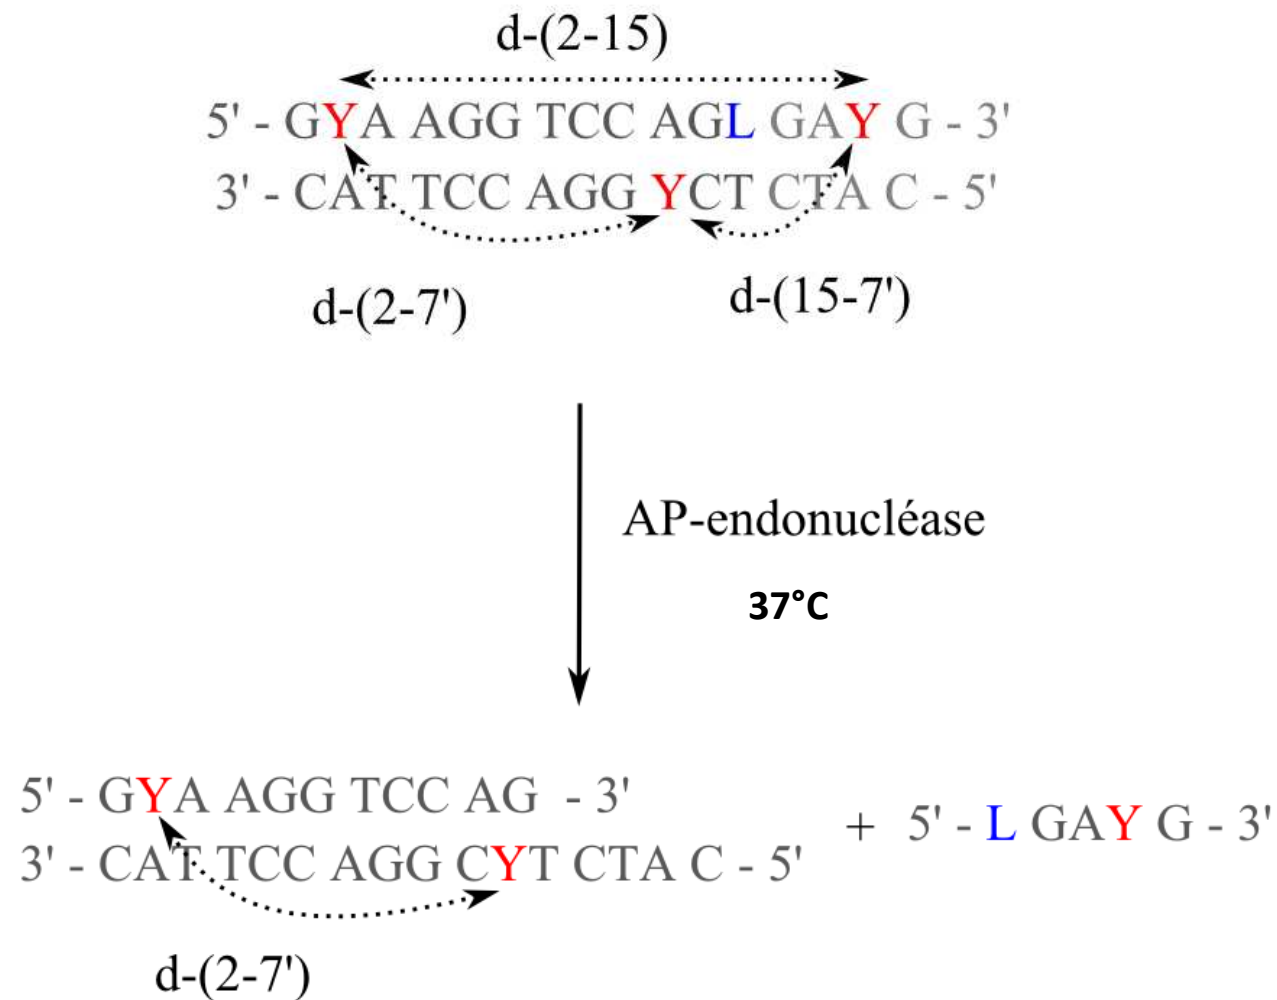 d-(2-15)
5' - GYA AGG TCC AGL GAY G - 3'
3' - CAT TCC AGG YCT CTA C - 5'
d-(2-7') d-(15-7')
AP-endonucléase
37°C
5' - GYA AGG TCC AG - 3'
3' - CAT TCC AGG CYT CTA C - 5'
+ 5' - L GAY G - 3'
d-(2-7')